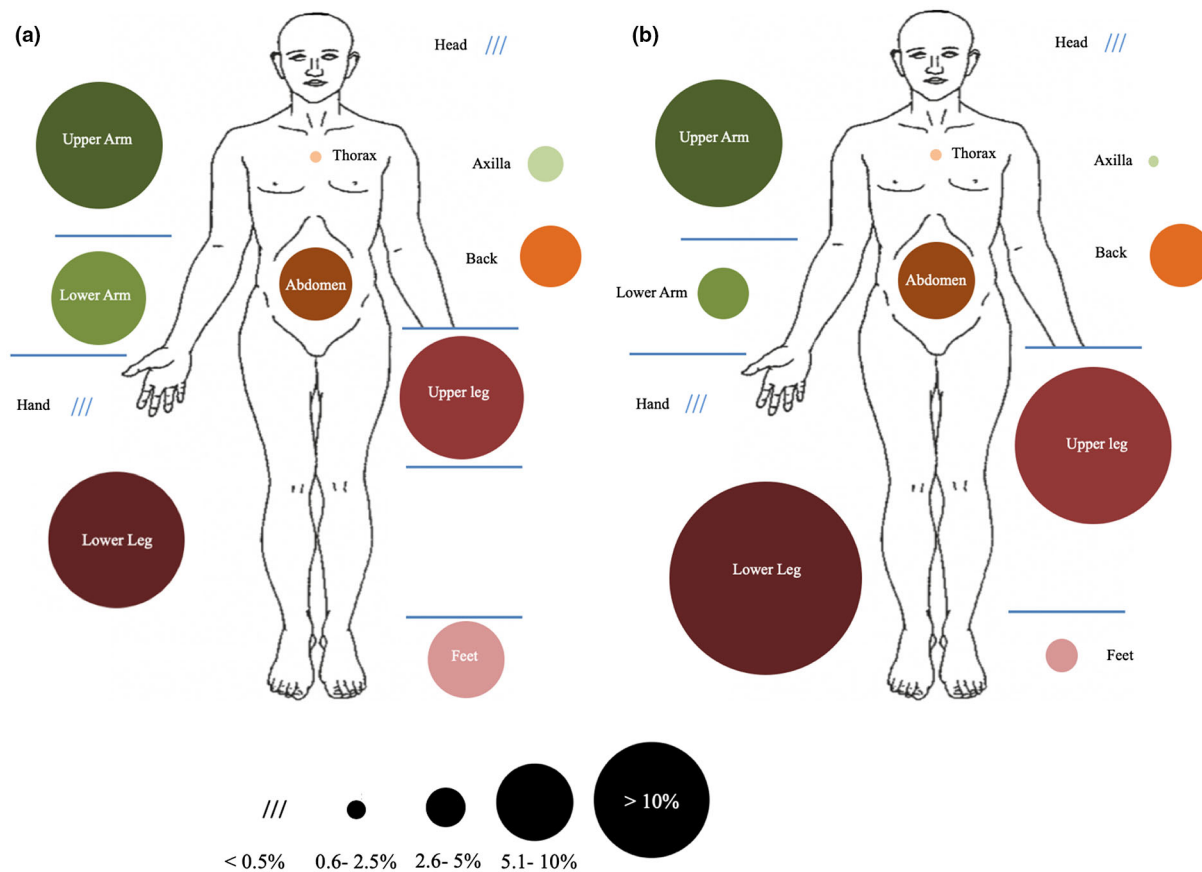 (a)
Head ///
Upper Arm
Thorax
Axilla
Back
Lower Arm
Abdomen
Hand ///
Upper leg
Lower Leg
Feet
(b)
Head ///
Upper Arm
Thorax
Axilla
Back
Lower Arm
Abdomen
Hand ///
Upper leg
Lower Leg
Feet
/// > 10%
< 0.5% 0.6- 2.5% 2.6- 5% 5.1- 10%